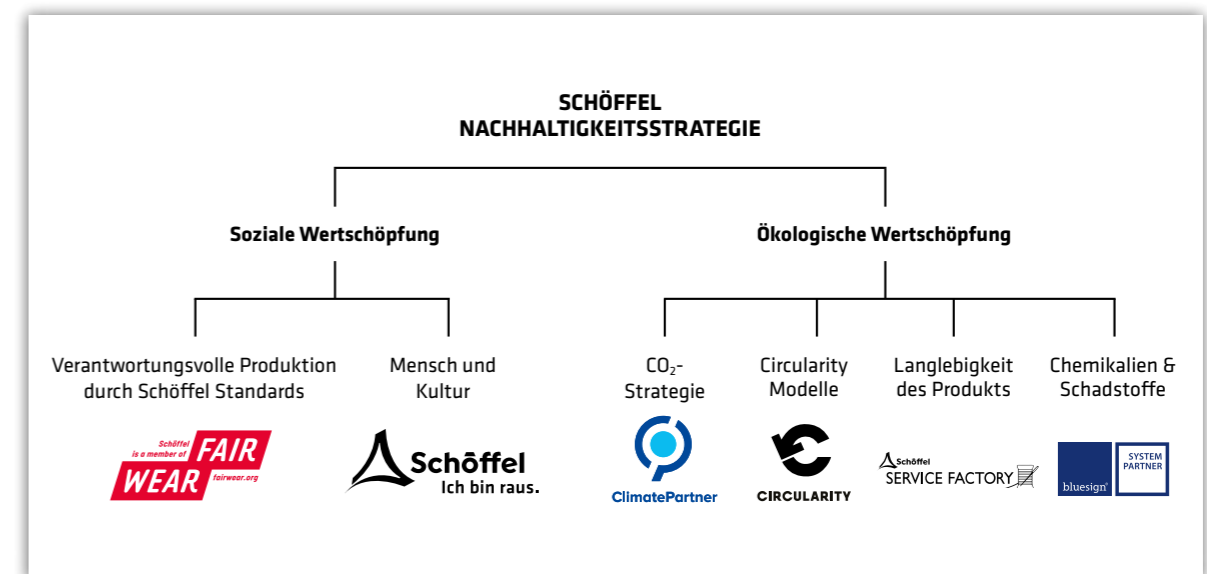 SCHÖFFEL
NACHHALTIGKEITSSTRATEGIE
Soziale Wertschöpfung
Ökologische Wertschöpfung
Verantwortungsvolle Produktion
durch Schöffel Standards
Mensch und
Kultur
CO₂-
Strategie
Circularity
Modelle
Langlebigkeit
des Produkts
Chemikalien &
Schadstoffe
Schöffel
is a member of
FAIR
WEAR
fairwear.org
Schöffel
Ich bin raus.
ClimatePartner
CIRCULARITY
Schöffel
SERVICE FACTORY
bluesign®
SYSTEM
PARTNER